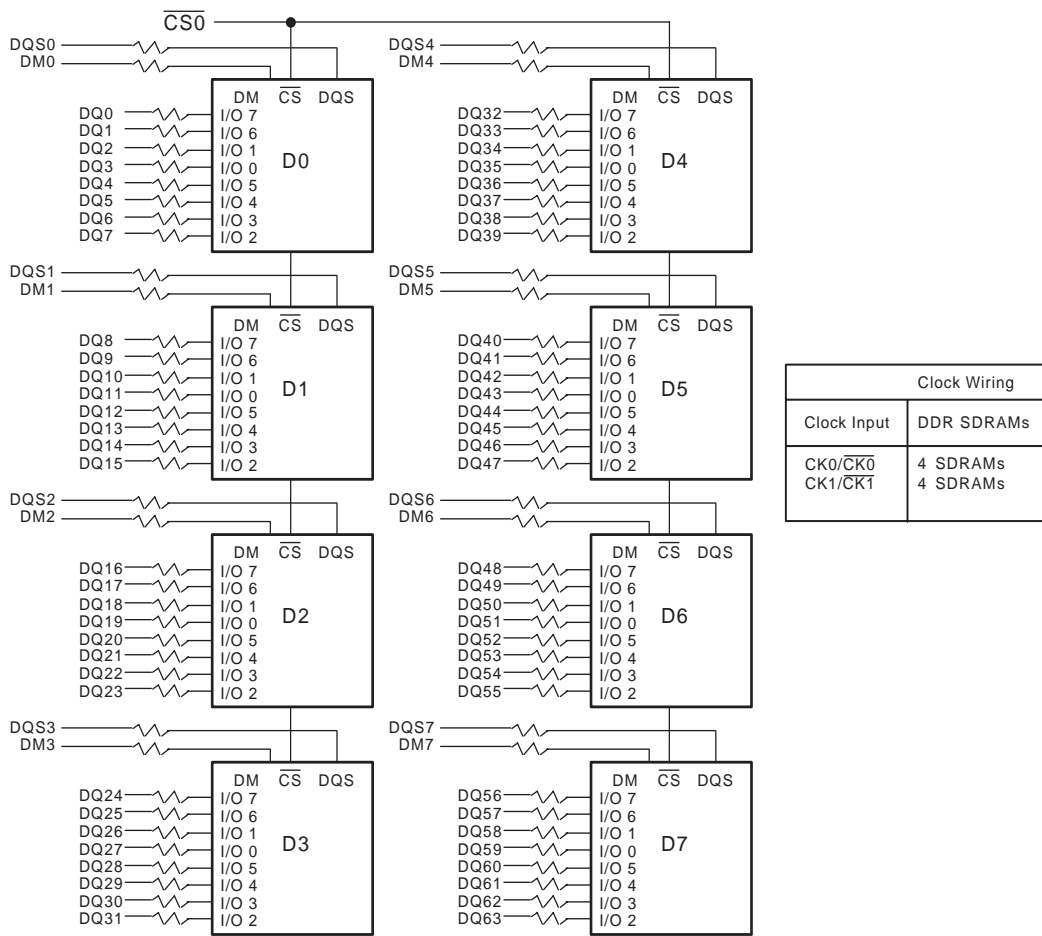 CS0
DQS0
DM0
DM CS DQS
DQ0 I/O 7
DQ1 I/O 6
DQ2 I/O 1
DQ3 I/O 0
DQ4 I/O 5
DQ5 I/O 4
DQ6 I/O 3
DQ7 I/O 2
D0
DQS1
DM1
DM CS DQS
DQ8 I/O 7
DQ9 I/O 6
DQ10 I/O 1
DQ11 I/O 0
DQ12 I/O 5
DQ13 I/O 4
DQ14 I/O 3
DQ15 I/O 2
D1
DQS2
DM2
DM CS DQS
DQ16 I/O 7
DQ17 I/O 6
DQ18 I/O 1
DQ19 I/O 0
DQ20 I/O 5
DQ21 I/O 4
DQ22 I/O 3
DQ23 I/O 2
D2
DQS3
DM3
DM CS DQS
DQ24 I/O 7
DQ25 I/O 6
DQ26 I/O 1
DQ27 I/O 0
DQ28 I/O 5
DQ29 I/O 4
DQ30 I/O 3
DQ31 I/O 2
D3
DQS4
DM4
DM CS DQS
DQ32 I/O 7
DQ33 I/O 6
DQ34 I/O 1
DQ35 I/O 0
DQ36 I/O 5
DQ37 I/O 4
DQ38 I/O 3
DQ39 I/O 2
D4
DQS5
DM5
DM CS DQS
DQ40 I/O 7
DQ41 I/O 6
DQ42 I/O 1
DQ43 I/O 0
DQ44 I/O 5
DQ45 I/O 4
DQ46 I/O 3
DQ47 I/O 2
D5
DQS6
DM6
DM CS DQS
DQ48 I/O 7
DQ49 I/O 6
DQ50 I/O 1
DQ51 I/O 0
DQ52 I/O 5
DQ53 I/O 4
DQ54 I/O 3
DQ55 I/O 2
D6
DQS7
DM7
DM CS DQS
DQ56 I/O 7
DQ57 I/O 6
DQ58 I/O 1
DQ59 I/O 0
DQ60 I/O 5
DQ61 I/O 4
DQ62 I/O 3
DQ63 I/O 2
D7
Clock Wiring
Clock Input DDR SDRAMs
CK0/CK0 4 SDRAMs
CK1/CK1 4 SDRAMs